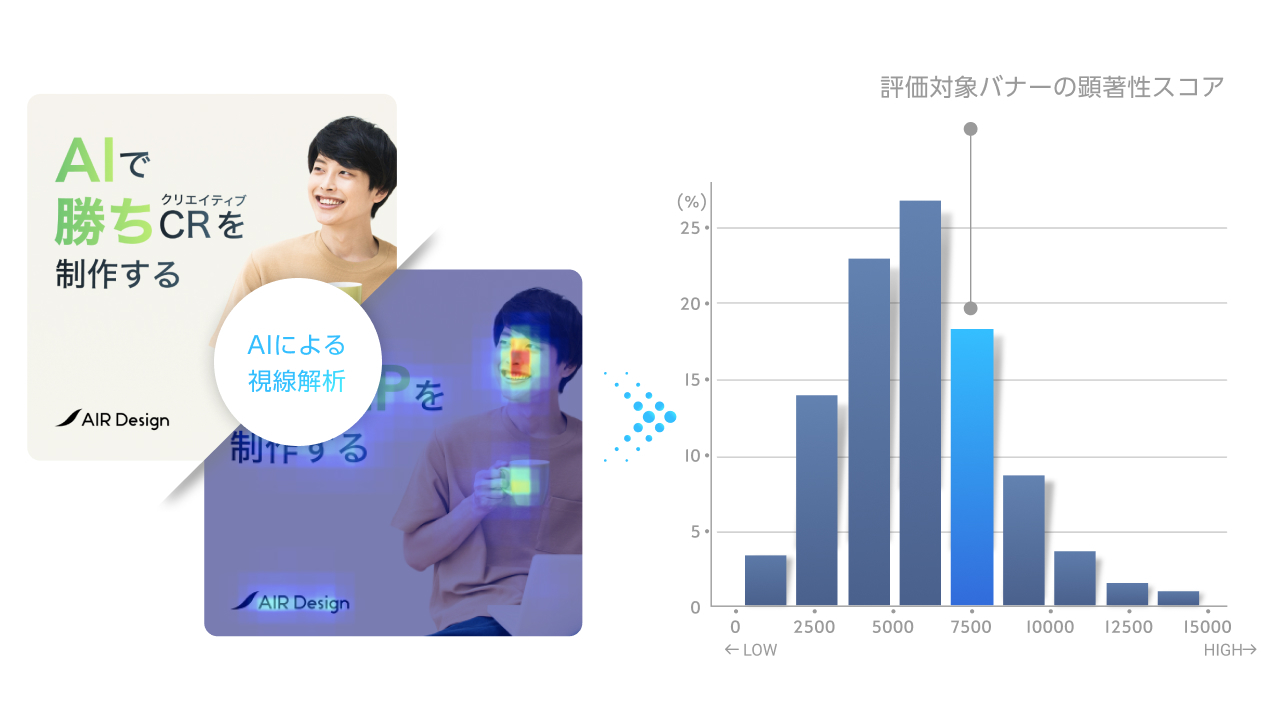 AIで
クリエイティブ
勝ちCRを
制作する
AIR Design
AIによる
視線解析
Pを
制作する
AIR Design
評価対象バナーの顕著性スコア
(%)
25
20
15
10
5
0
0 2500 5000 7500 10000 12500 15000
←LOW HIGH→